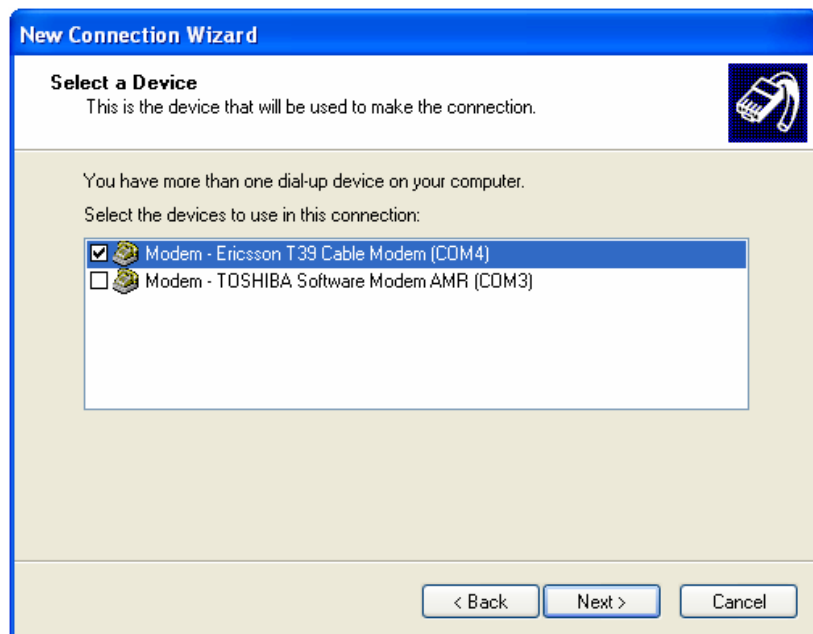 New Connection Wizard
Select a Device
This is the device that will be used to make the connection.
You have more than one dial-up device on your computer.
Select the devices to use in this connection:
Modem - Ericsson T39 Cable Modem (COM4)
Modem - TOSHIBA Software Modem AMR (COM3)
< Back Next > Cancel